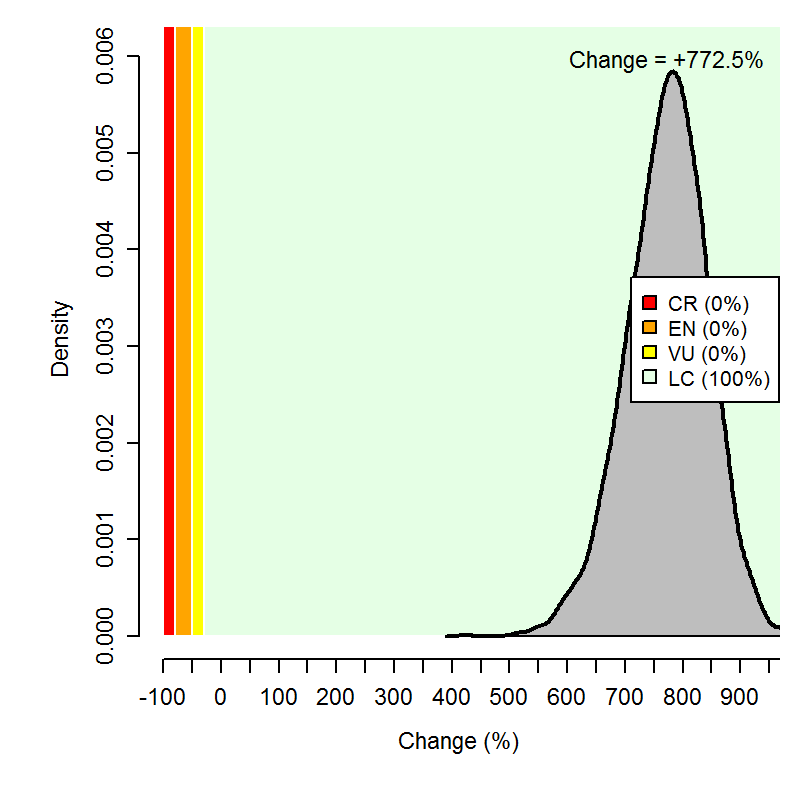 Change = +772.5%
0.006
0.005
0.004
0.003
0.002
0.001
0.000
Density
CR (0%)
EN (0%)
VU (0%)
LC (100%)
-100 0 100 200 300 400 500 600 700 800 900
Change (%)